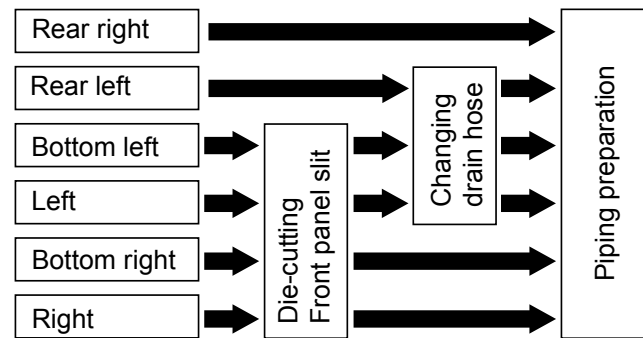 Rear right
Rear left
Bottom left
Left
Bottom right
Right
Die-cutting
Front panel slit
Changing
drain hose
Piping preparation